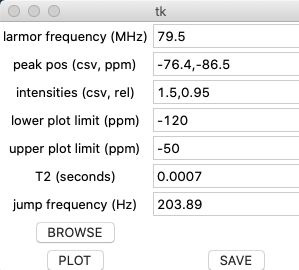 tk
larmor frequency (MHz) 79.5
peak pos (csv, ppm) -76.4,-86.5
intensities (csv, rel) 1.5,0.95
lower plot limit (ppm) -120
upper plot limit (ppm) -50
T2 (seconds) 0.0007
jump frequency (Hz) 203.89
BROWSE
PLOT SAVE